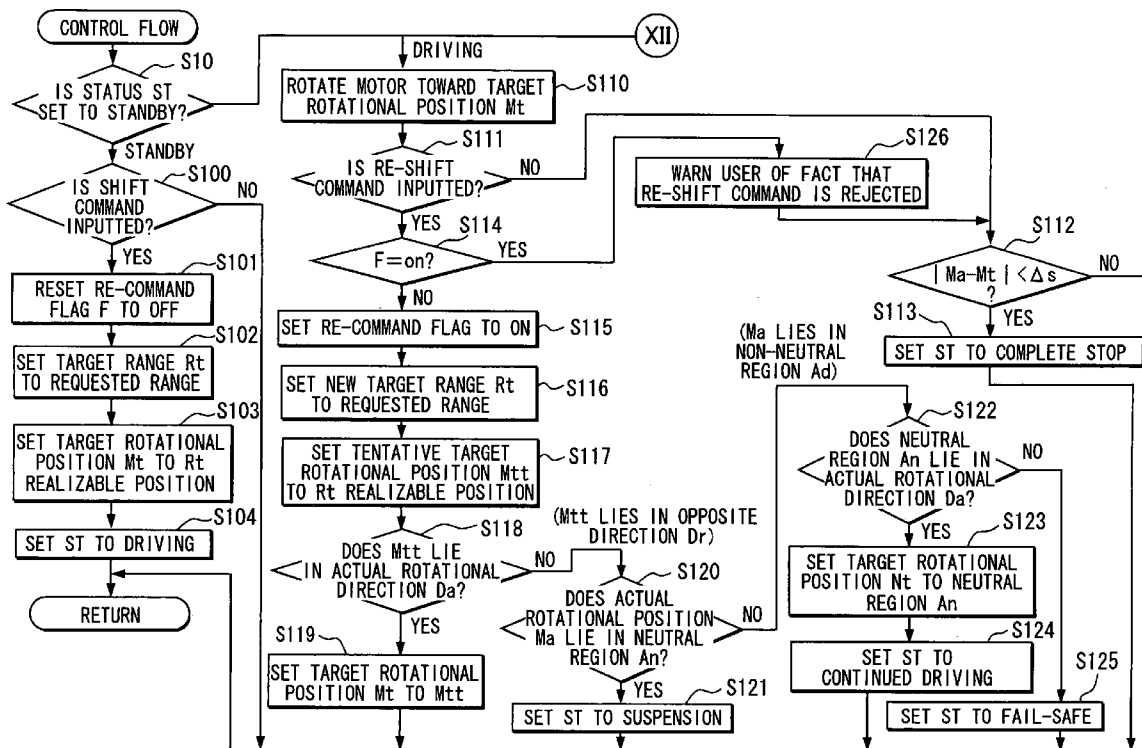 CONTROL FLOW
S10
IS STATUS ST
SET TO STANDBY?
STANDBY
S100
IS SHIFT
COMMAND
INPUTTED?
NO
YES
S101
RESET RE-COMMAND
FLAG F TO OFF
S102
SET TARGET RANGE Rt
TO REQUESTED RANGE
S103
SET TARGET ROTATIONAL
POSITION Mt TO Rt
REALIZABLE POSITION
S104
SET ST TO DRIVING
RETURN
XII
DRIVING
ROTATE MOTOR TOWARD TARGET
ROTATIONAL POSITION Mt
S110
S111
IS RE-SHIFT
COMMAND INPUTTED?
NO
YES
S114
F=on?
YES
NO
SET RE-COMMAND FLAG TO ON
S115
SET NEW TARGET RANGE Rt
TO REQUESTED RANGE
S116
SET TENTATIVE TARGET
ROTATIONAL POSITION Mtt
TO Rt REALIZABLE POSITION
S117
S118
DOES Mtt LIE
IN ACTUAL ROTATIONAL
DIRECTION Da?
NO
YES
S119
SET TARGET ROTATIONAL
POSITION Mt TO Mtt
(Mtt LIES IN OPPOSITE
DIRECTION Dr)
S120
DOES ACTUAL
ROTATIONAL POSITION
Ma LIE IN NEUTRAL
REGION An?
NO
YES
S121
SET ST TO SUSPENSION
S126
WARN USER OF FACT THAT
RE-SHIFT COMMAND IS REJECTED
S112
|Ma-Mt|<Δs
?
NO
YES
S113
SET ST TO COMPLETE STOP
(Ma LIES IN
NON-NEUTRAL
REGION Ad)
S122
DOES NEUTRAL
REGION An LIE IN
ACTUAL ROTATIONAL
DIRECTION Da?
NO
YES
S123
SET TARGET ROTATIONAL
POSITION Nt TO NEUTRAL
REGION An
S124
SET ST TO
CONTINUED DRIVING
S125
SET ST TO FAIL-SAFE